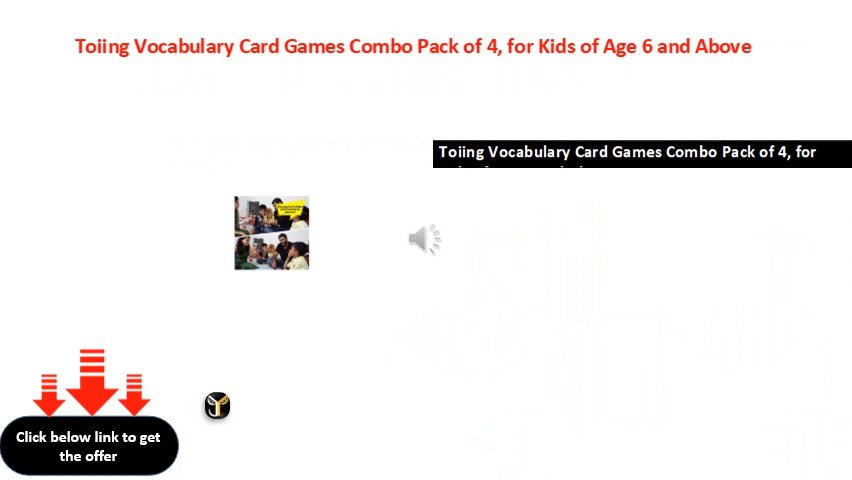 Toiing Vocabulary Card Games Combo Pack of 4, for Kids of Age 6 and Above
Toiing Vocabulary Card Games Combo Pack of 4, for
Click below link to get
the offer